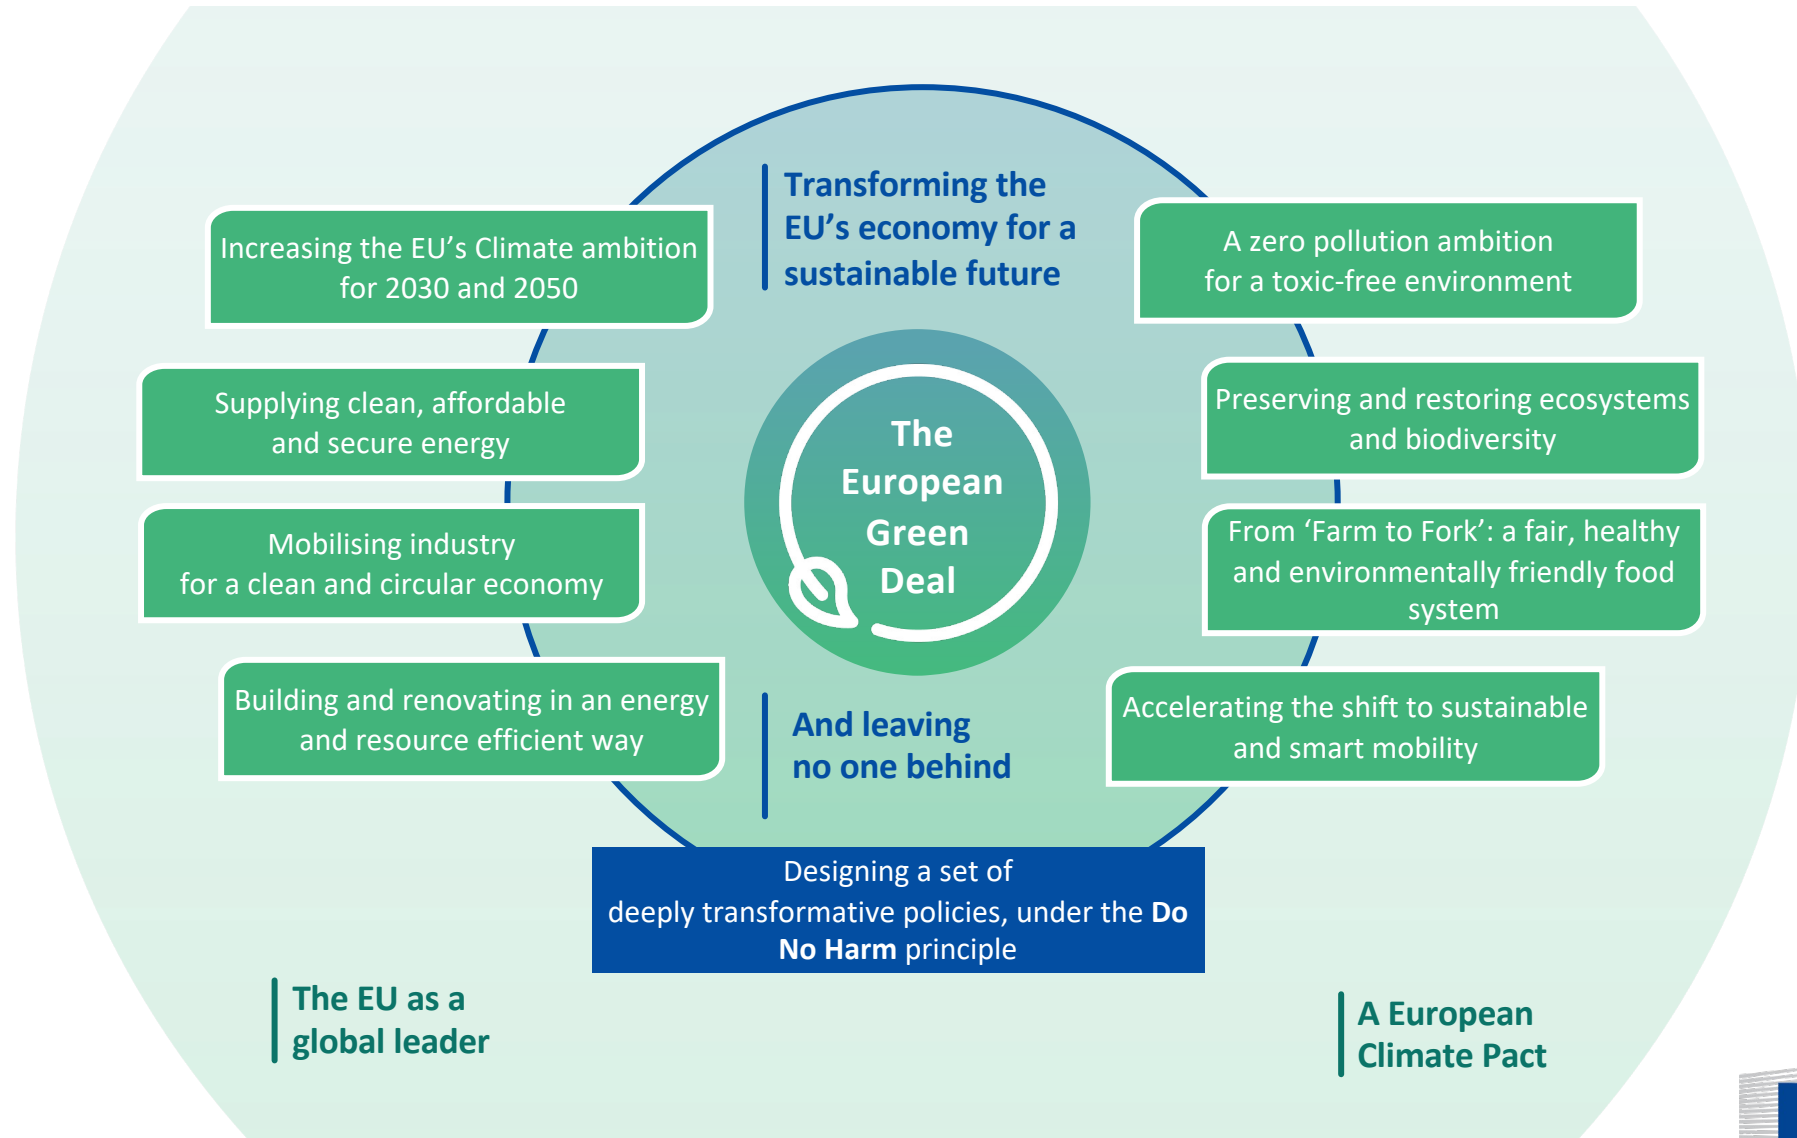 Transforming the
EU’s economy for a
sustainable future
Increasing the EU’s Climate ambition
for 2030 and 2050
Supplying clean, affordable
and secure energy
Mobilising industry
for a clean and circular economy
Building and renovating in an energy
and resource efficient way
The
European
Green
Deal
A zero pollution ambition
for a toxic-free environment
Preserving and restoring ecosystems
and biodiversity
From ‘Farm to Fork’: a fair, healthy
and environmentally friendly food
system
Accelerating the shift to sustainable
and smart mobility
And leaving
no one behind
Designing a set of
deeply transformative policies, under the Do
No Harm principle
The EU as a
global leader
A European
Climate Pact